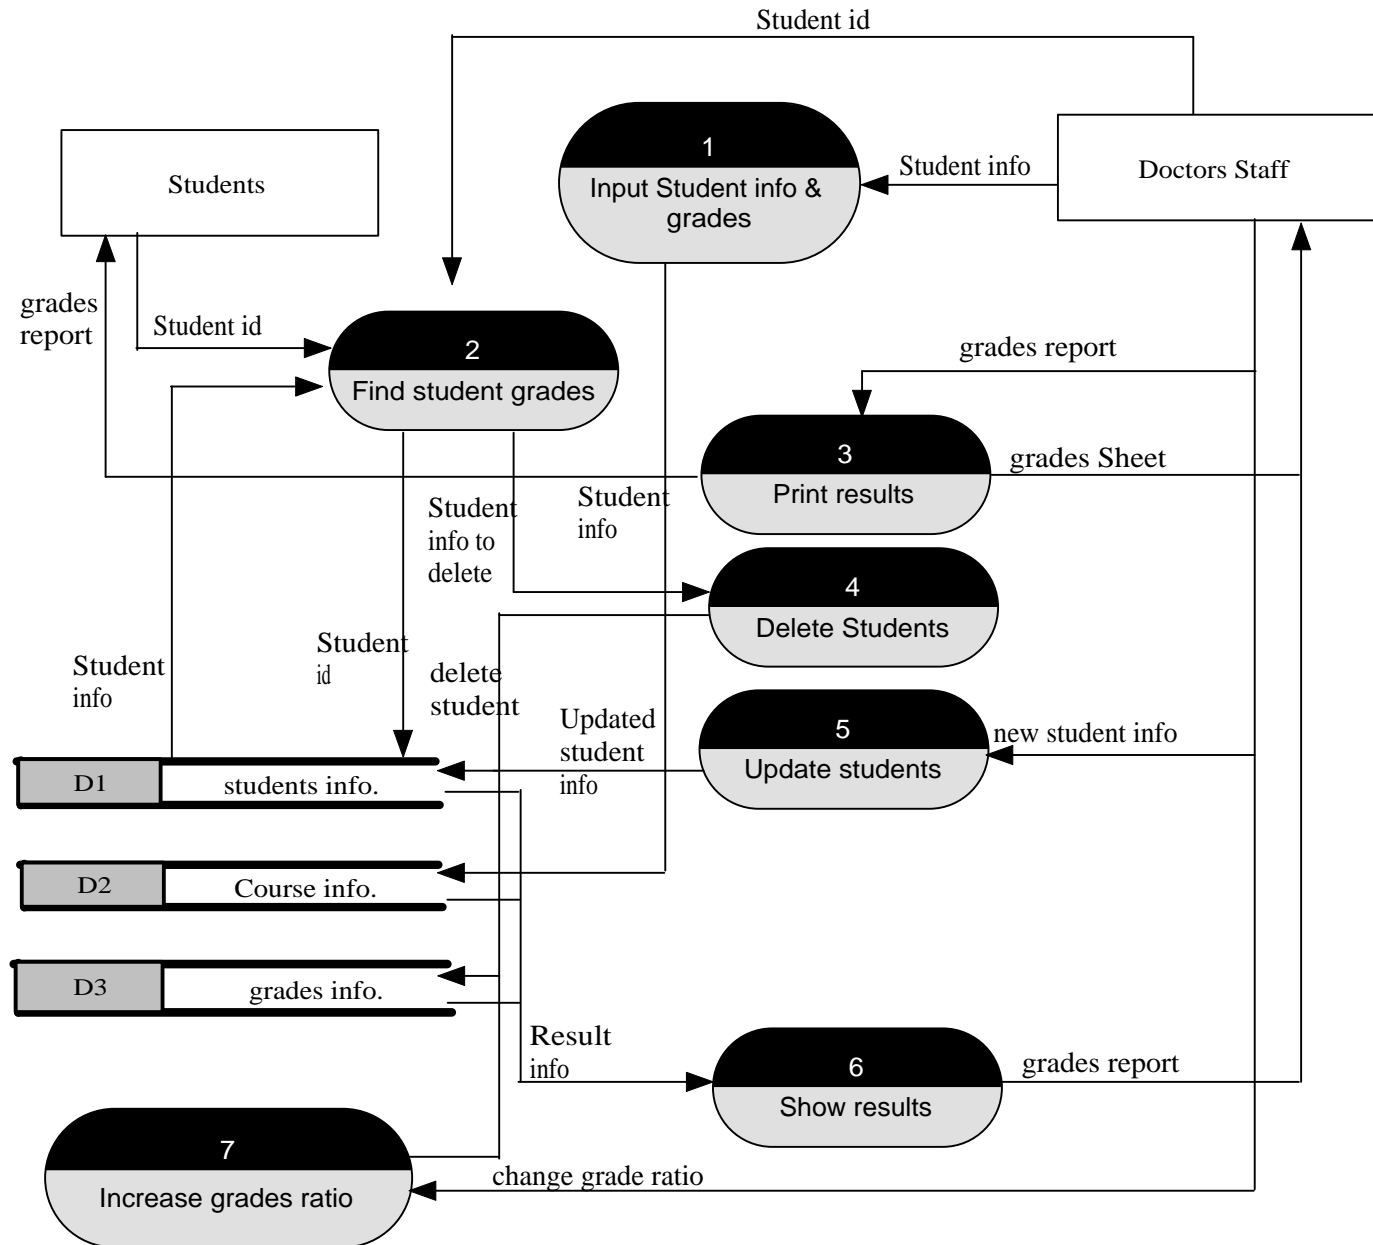 Student id
1
Input Student info &
grades
Student info
Doctors Staff
Students
grades
report
Student id
2
Find student grades
grades report
3
Print results
grades Sheet
Student
info to
delete
Student
info
4
Delete Students
Student
id
Student
info
delete
student
Updated
student
info
5
Update students
new student info
D1
students info.
D2
Course info.
D3
grades info.
Result
info
6
Show results
grades report
7
Increase grades ratio
change grade ratio